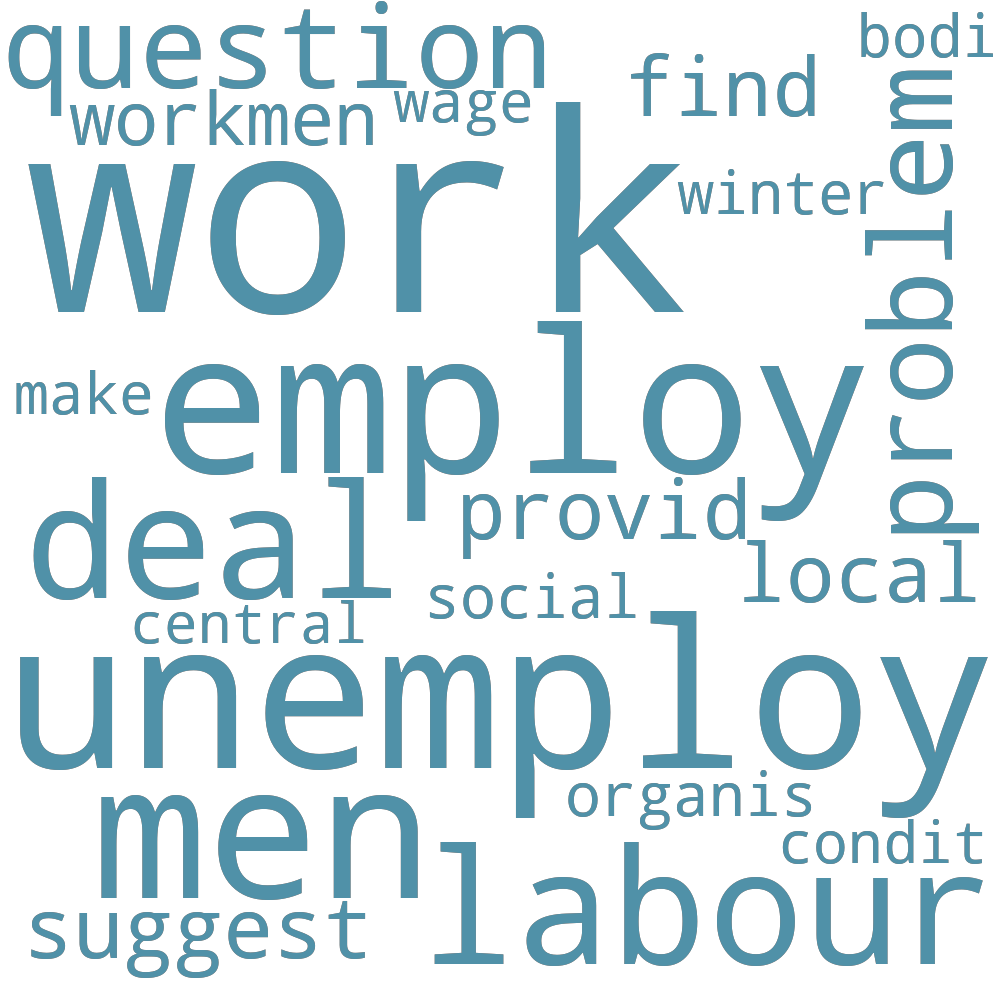 question
bodi
find
workmen
wage
work
winter
problem
employ
make
deal
provid
local
social
central
unemploy
organis
men
condit
labour
suggest